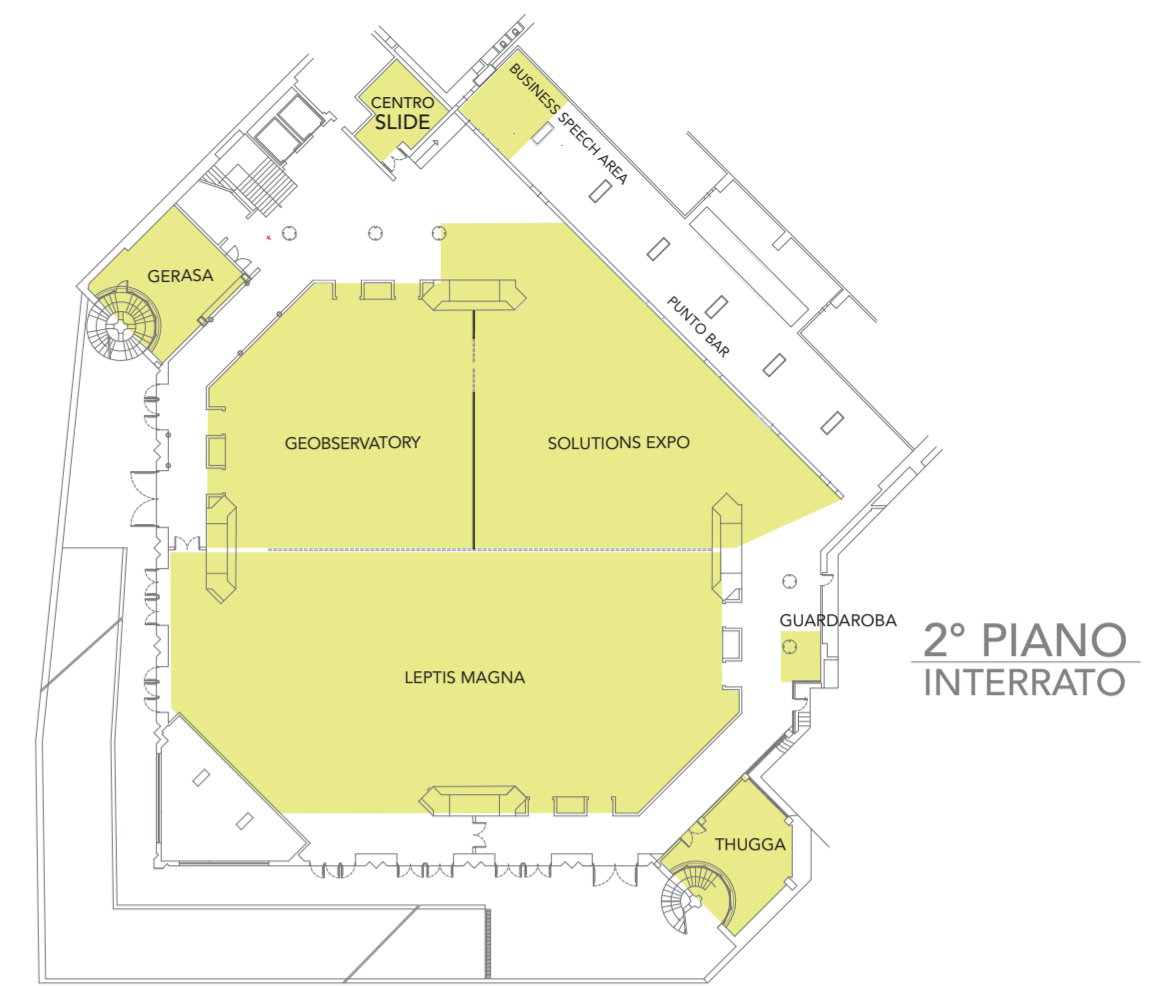 CENTRO
SLIDE
BUSINESS SPEECH AREA
GERASA
PUNTO BAR
GEOBSERVATORY
SOLUTIONS EXPO
GUARDAROBA
2° PIANO
INTERRATO
LEPTIS MAGNA
THUGGA